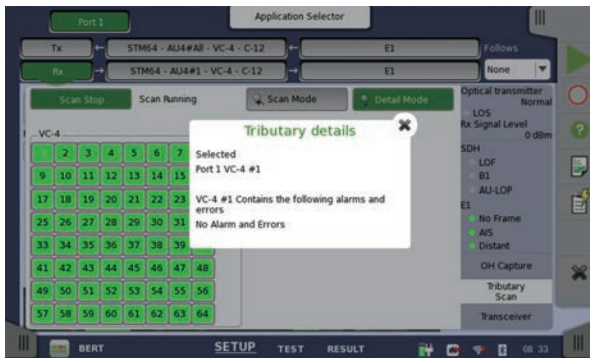 Port 1
Application Selector
Tx
STM64 - AU4#All - VC-4 - C-12
E1
Follows
Rx
STM64 - AU4#1 - VC-4 - C-12
E1
None
Scan Stop
Scan Running
Scan Mode
Detail Mode
Optical transmitter
Normal
LOS
Rx Signal Level
0 dBm
SDH
LOF
B1
AU-LOP
E1
No Frame
AIS
Distant
OH Capture
Tributary
Scan
Transceiver
VC-4
1 2 3 4 5 6 7
9 10 11 12 13 14 15
17 18 19 20 21 22 23
25 26 27 28 29 30 31
33 34 35 36 37 38 39
41 42 43 44 45 46 47 48
49 50 51 52 53 54 55 56
57 58 59 60 61 62 63 64
Tributary details
Selected
Port 1 VC-4 #1
VC-4 #1 Contains the following alarms and
errors
No Alarm and Errors
BERT
SETUP
TEST
RESULT
08 33